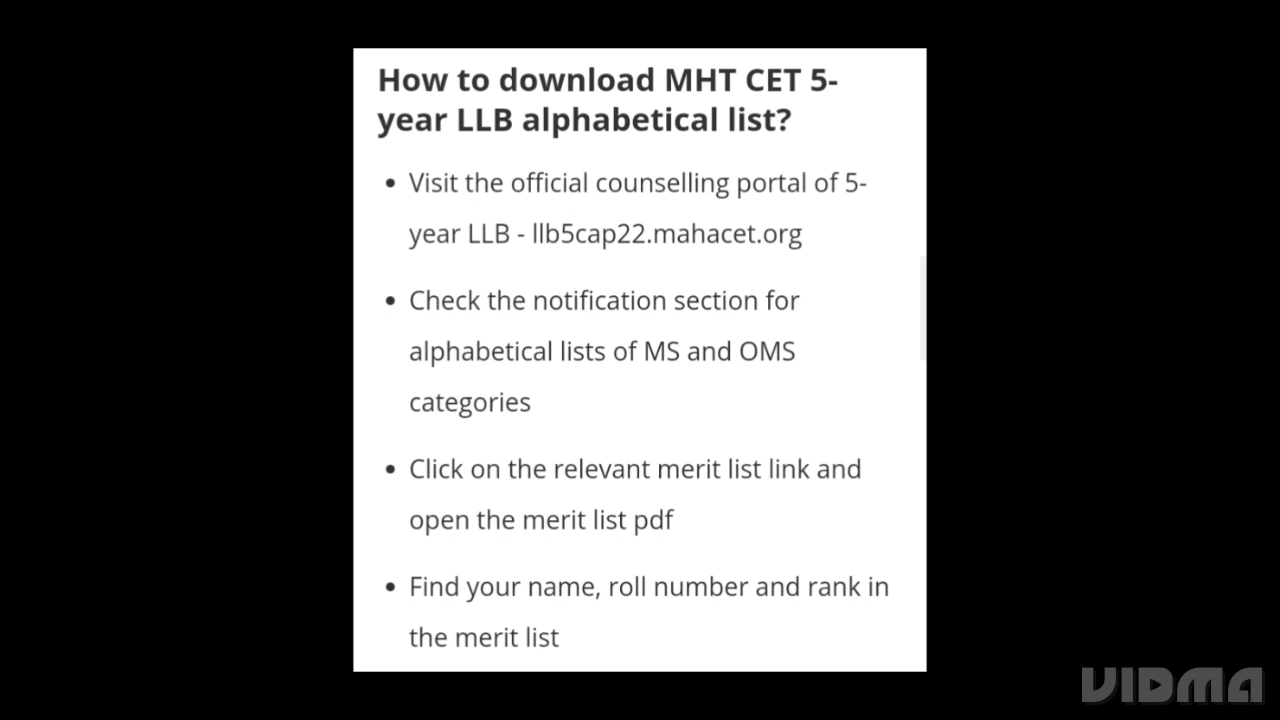 How to download MHT CET 5-
year LLB alphabetical list?
• Visit the official counselling portal of 5-
year LLB - llb5cap22.mahacet.org
• Check the notification section for
alphabetical lists of MS and OMS
categories
• Click on the relevant merit list link and
open the merit list pdf
• Find your name, roll number and rank in
the merit list
VIDMA